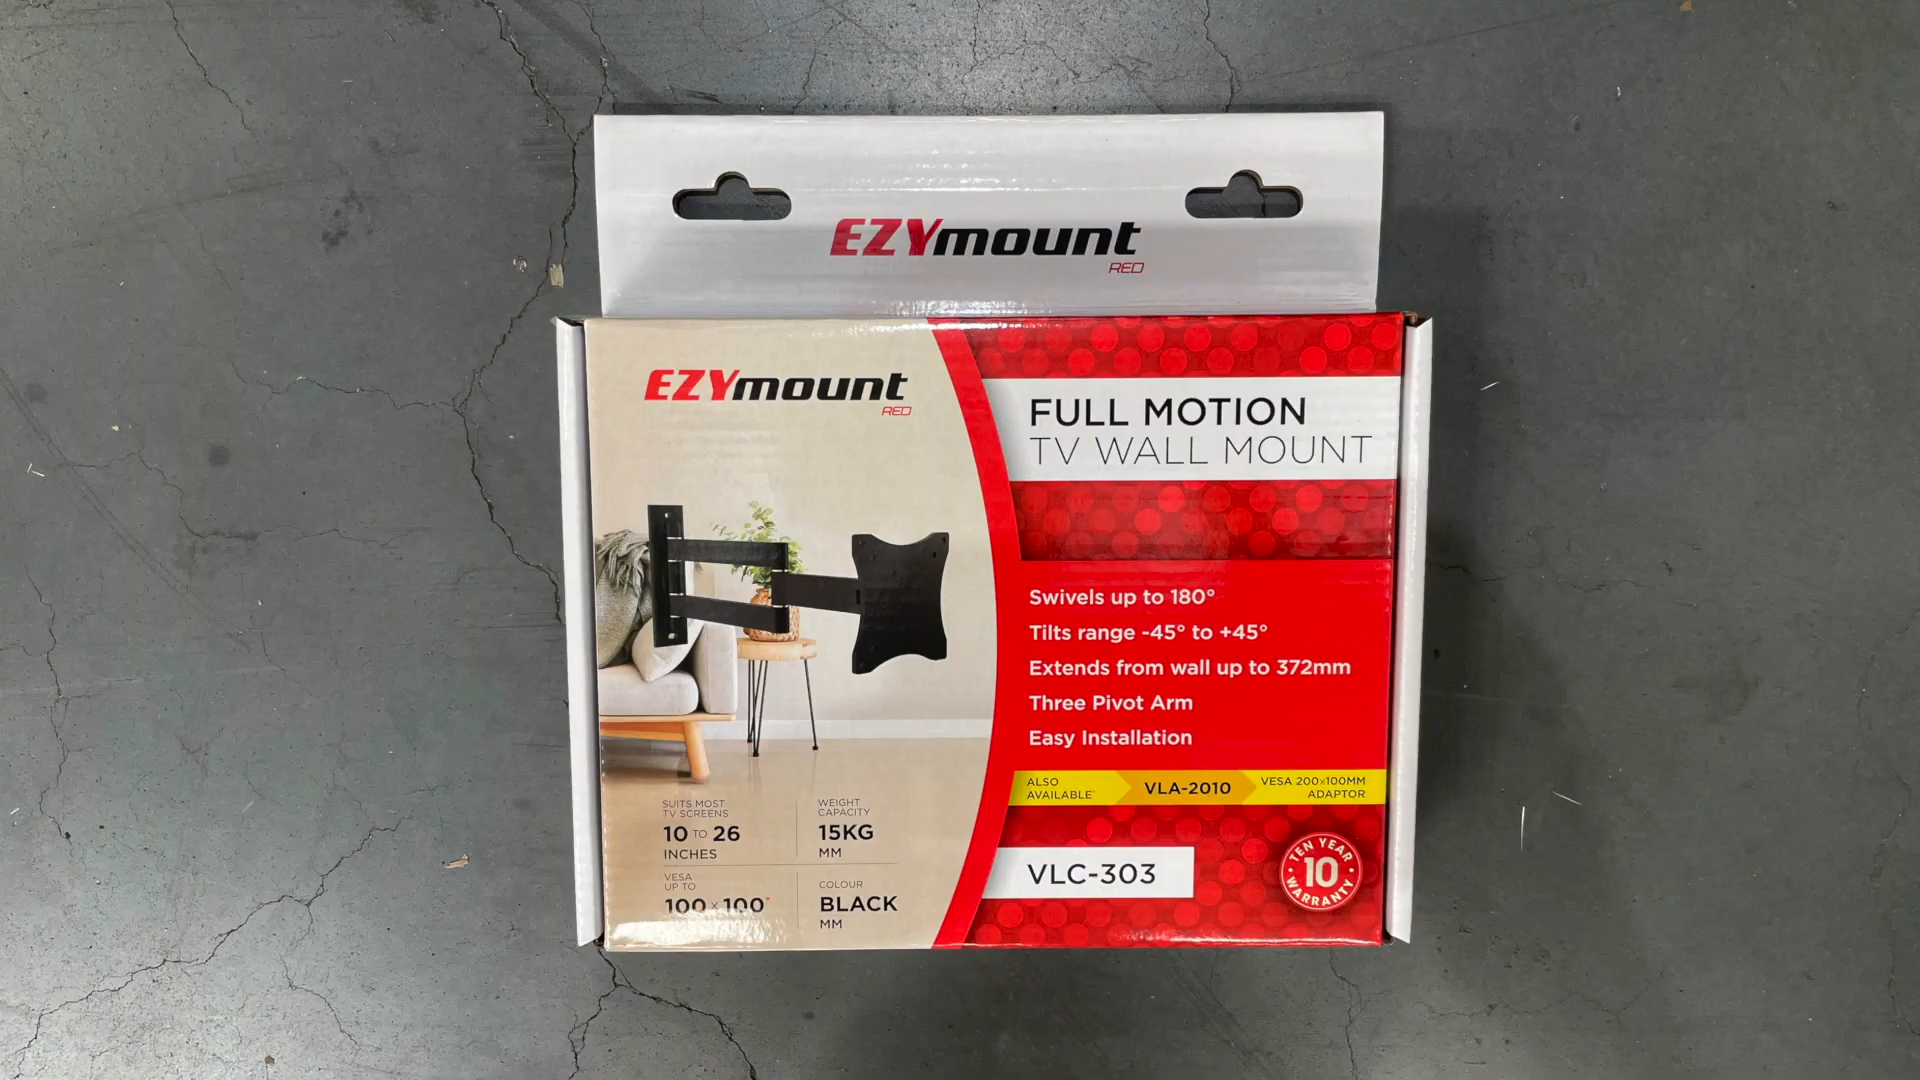 EZYmount
RED
EZYmount
RED
FULL MOTION
TV WALL MOUNT
Swivels up to 180°
Tilts range -45° to +45°
Extends from wall up to 372mm
Three Pivot Arm
Easy Installation
ALSO
AVAILABLE*
VLA-2010
VESA 200x100MM
ADAPTOR
SUITS MOST
TV SCREENS
10 TO 26
INCHES
WEIGHT
CAPACITY
15KG
MM
VESA
UP TO
100 x 100*
COLOUR
BLACK
MM
VLC-303
TEN YEAR
10
WARRANTY